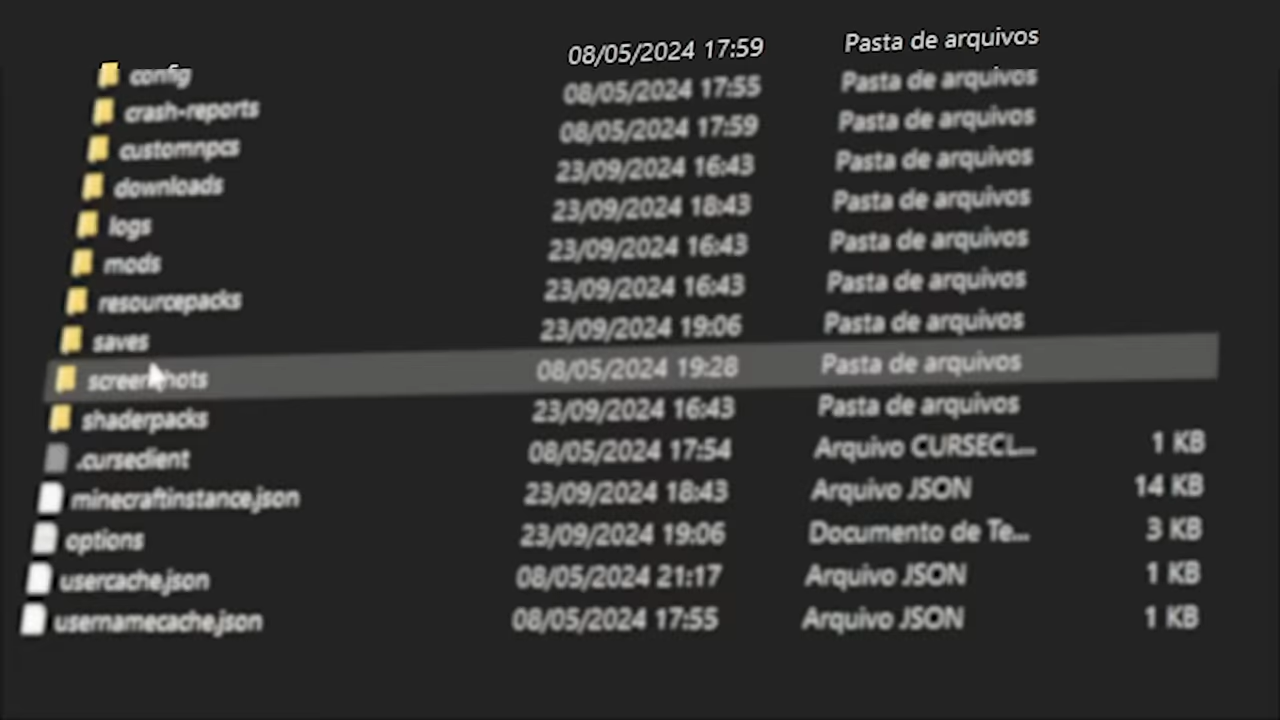 config 08/05/2024 17:59 Pasta de arquivos
crash-reports 08/05/2024 17:55 Pasta de arquivos
customnpcs 08/05/2024 17:59 Pasta de arquivos
downloads 23/09/2024 16:43 Pasta de arquivos
logs 23/09/2024 18:43 Pasta de arquivos
mods 23/09/2024 16:43 Pasta de arquivos
resourcepacks 23/09/2024 16:43 Pasta de arquivos
saves 23/09/2024 19:06 Pasta de arquivos
screenshots 08/05/2024 19:28 Pasta de arquivos
shaderpacks 23/09/2024 16:43 Pasta de arquivos
.curseclient 08/05/2024 17:54 Arquivo CURSECL... 1 KB
minecraftinstance.json 23/09/2024 18:43 Arquivo JSON 14 KB
options 23/09/2024 19:06 Documento de Te... 3 KB
usercache.json 08/05/2024 21:17 Arquivo JSON 1 KB
usernamecache.json 08/05/2024 17:55 Arquivo JSON 1 KB